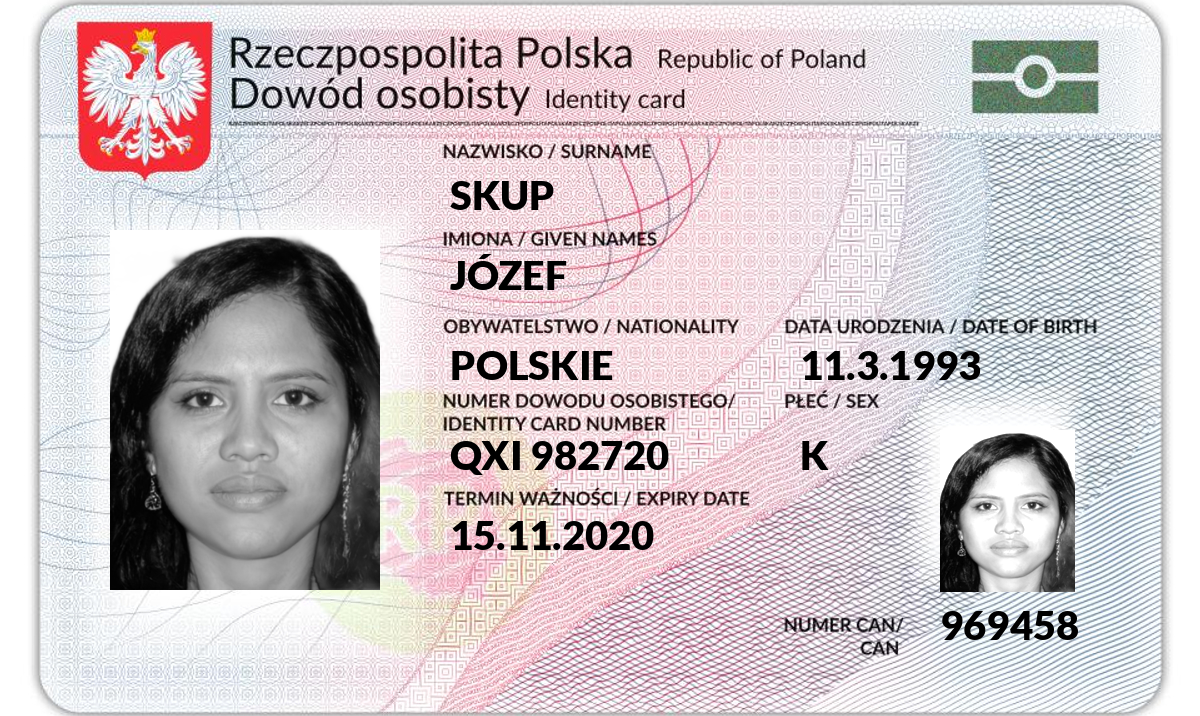 Rzeczpospolita Polska Republic of Poland
Dowód osobisty Identity card
NAZWISKO / SURNAME
SKUP
IMIONA / GIVEN NAMES
JÓZEF
OBYWATELSTWO / NATIONALITY DATA URODZENIA / DATE OF BIRTH
POLSKIE 11.3.1993
NUMER DOWODU OSOBISTEGO/ PŁEĆ / SEX
IDENTITY CARD NUMBER
QXI 982720 K
TERMIN WAŻNOŚCI / EXPIRY DATE
15.11.2020
NUMER CAN/ 969458
CAN